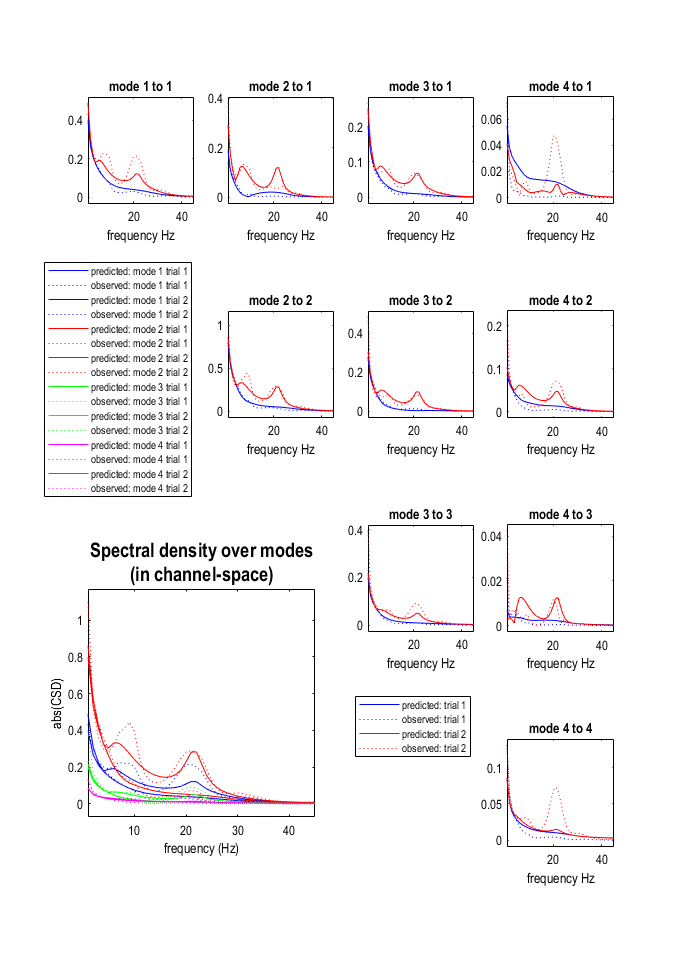 mode 1 to 1
mode 2 to 1
mode 3 to 1
mode 4 to 1
0.4
0.2
0
20
40
frequency Hz
0.4
0.2
0
20
40
frequency Hz
0.2
0.1
0
20
40
frequency Hz
0.06
0.04
0.02
0
20
40
frequency Hz
predicted: mode 1 trial 1
observed: mode 1 trial 1
predicted: mode 1 trial 2
observed: mode 1 trial 2
predicted: mode 2 trial 1
observed: mode 2 trial 1
predicted: mode 2 trial 2
observed: mode 2 trial 2
predicted: mode 3 trial 1
observed: mode 3 trial 1
predicted: mode 3 trial 2
observed: mode 3 trial 2
predicted: mode 4 trial 1
observed: mode 4 trial 1
predicted: mode 4 trial 2
observed: mode 4 trial 2
mode 2 to 2
1
0.5
0
20
40
frequency Hz
mode 3 to 2
0.4
0.2
0
20
40
frequency Hz
mode 4 to 2
0.2
0.1
0
20
40
frequency Hz
mode 3 to 3
0.4
0.2
0
20
40
frequency Hz
mode 4 to 3
0.04
0.02
0
20
40
frequency Hz
Spectral density over modes
(in channel-space)
abs(CSD)
1
0.8
0.6
0.4
0.2
0
10
20
30
40
frequency (Hz)
predicted: trial 1
observed: trial 1
predicted: trial 2
observed: trial 2
mode 4 to 4
0.1
0.05
0
20
40
frequency Hz